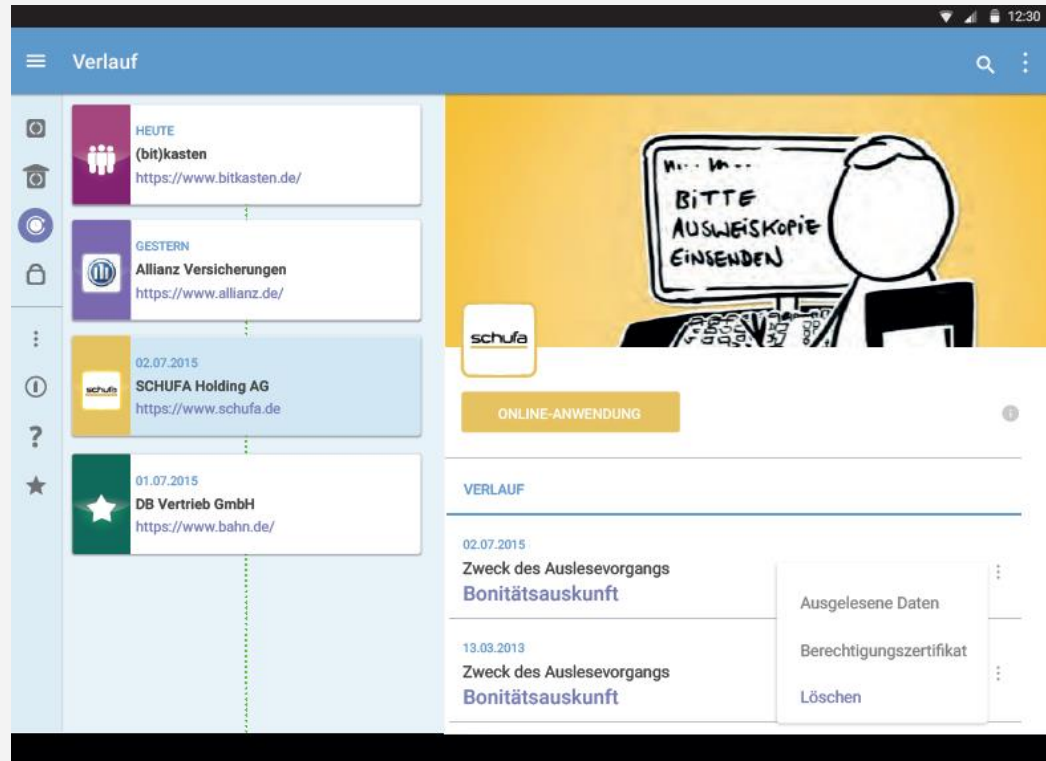 12:30
Verlauf
HEUTE
(bit)kasten
https://www.bitkasten.de/
GESTERN
Allianz Versicherungen
https://www.allianz.de/
02.07.2015
SCHUFA Holding AG
https://www.schufa.de
schufa
01.07.2015
DB Vertrieb GmbH
https://www.bahn.de/
BITTE
AUSWEISKOPIE
EINSENDEN
schufa
ONLINE-ANWENDUNG
VERLAUF
02.07.2015
Zweck des Auslesevorgangs
Bonitätsauskunft
13.03.2013
Zweck des Auslesevorgangs
Bonitätsauskunft
Ausgelesene Daten
Berechtigungszertifikat
Löschen